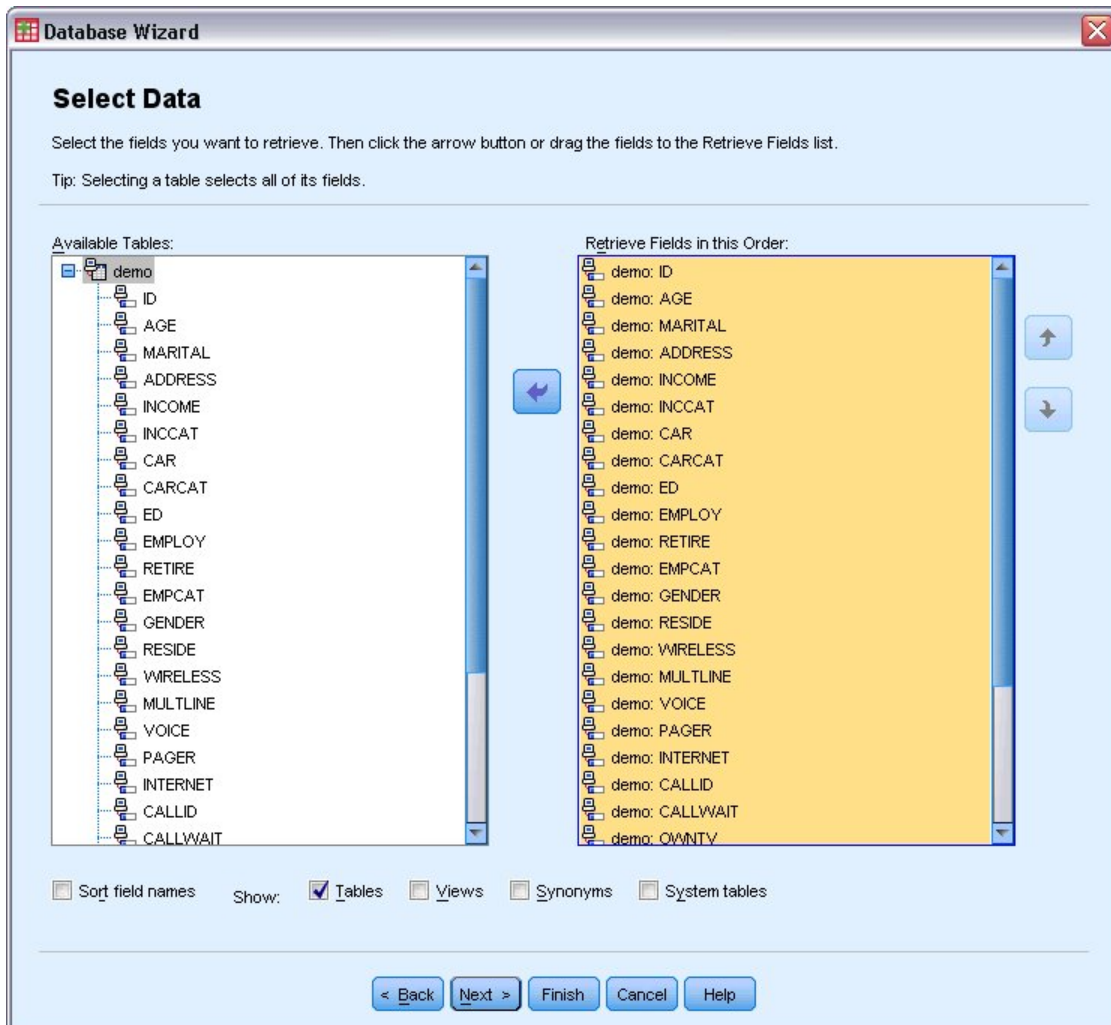 Database Wizard
Select Data
Select the fields you want to retrieve. Then click the arrow button or drag the fields to the Retrieve Fields list.
Tip: Selecting a table selects all of its fields.
Available Tables:
demo
ID
AGE
MARITAL
ADDRESS
INCOME
INCCAT
CAR
CARCAT
ED
EMPLOY
RETIRE
EMPCAT
GENDER
RESIDE
WIRELESS
MULTLINE
VOICE
PAGER
INTERNET
CALLID
CALLWAIT
Retrieve Fields in this Order:
demo: ID
demo: AGE
demo: MARITAL
demo: ADDRESS
demo: INCOME
demo: INCCAT
demo: CAR
demo: CARCAT
demo: ED
demo: EMPLOY
demo: RETIRE
demo: EMPCAT
demo: GENDER
demo: RESIDE
demo: WIRELESS
demo: MULTLINE
demo: VOICE
demo: PAGER
demo: INTERNET
demo: CALLID
demo: CALLWAIT
demo: OWNTV
Sort field names Show: Tables Views Synonyms System tables
< Back Next > Finish Cancel Help